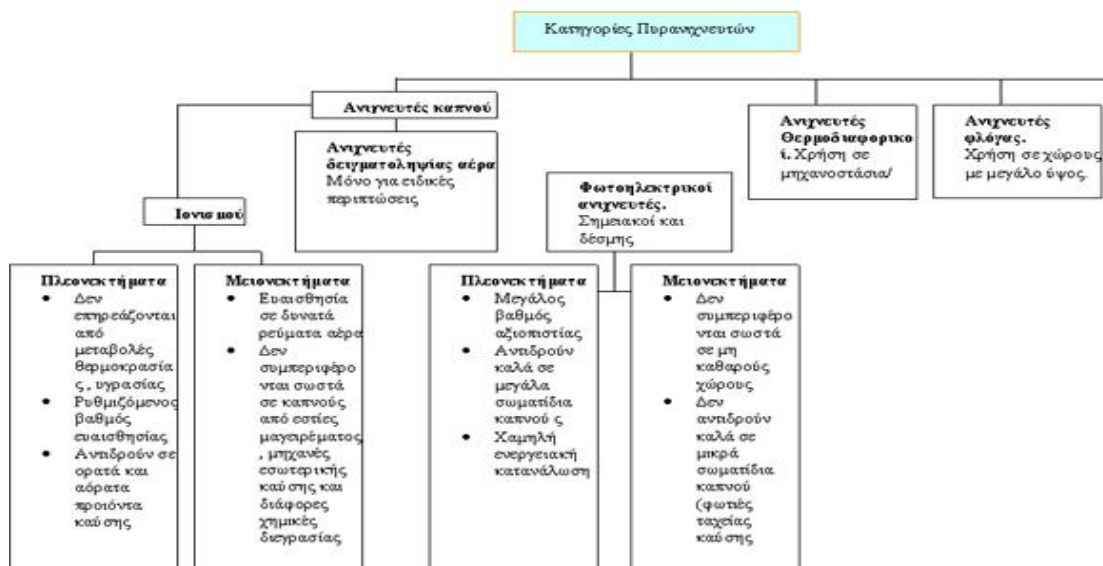 Κατηγορίες Πυρανιχνευτών
Ανιχνευτές καπνού
Ανιχνευτές
δειγματοληψίας αέρα
Μόνο για ειδικές
περιπτώσεις
Ανιχνευτές
Θερμοδιαφορικο
ί. Χρήση σε
μηχανοστάσια/
Ανιχνευτές
φλόγας.
Χρήση σε χώρους
με μεγάλο ύψος.
Ιονισμού
Φωτοηλεκτρικοί
ανιχνευτές.
Σημειακοί και
δέσμης
Πλεονεκτήματα
• Δεν
επηρεάζονται
από
μεταβολές
θερμοκρασία
ς , υγρασίας
• Ρυθμιζόμενος
βαθμός
ευαισθησίας
• Αντιδρούν σε
ορατά και
αόρατα
προιόντα
καύσης
Μειονεκτήματα
• Ευαισθησία
σε δυνατά
ρεύματα αέρα
• Δεν
συμπεριφέρο
νται σωστά
σε καπνούς
από εστίες
μαγειρέματος
, μηχανές
εσωτερικής
καύσης και
διάφορες
χημικές
διεγρασίας
Πλεονεκτήματα
• Μεγάλος
βαθμός
αξιοπιστίας
• Αντιδρούν
καλά σε
μεγάλα
σωματίδια
καπνού ς
• Χαμηλή
ενεργειακή
κατανάλωση
Μειονεκτήματα
• Δεν
συμπεριφέρο
νται σωστά
σε μη
καθαρούς
χώρους
• Δεν
αντιδρούν
καλά σε
μικρά
σωματίδια
καπνού
(φωτιές
ταχείας
καύσης